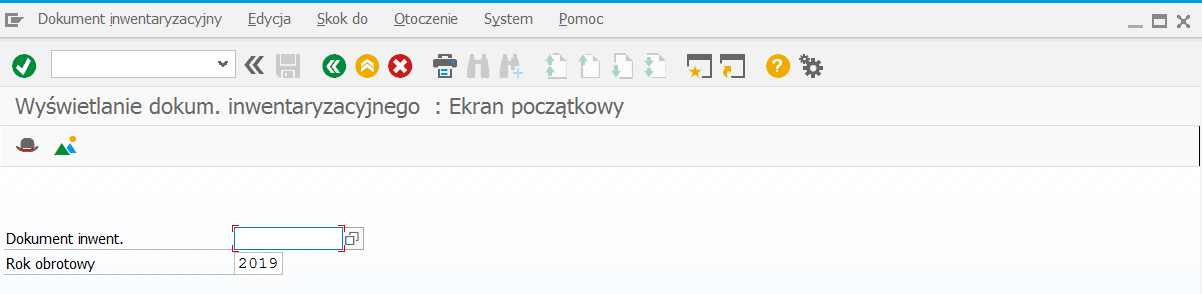 Dokument inwentaryzacyjny Edycja Skok do Otoczenie System Pomoc
Wyświetlanie dokum. inwentaryzacyjnego : Ekran początkowy
Dokument inwent.
Rok obrotowy 2019